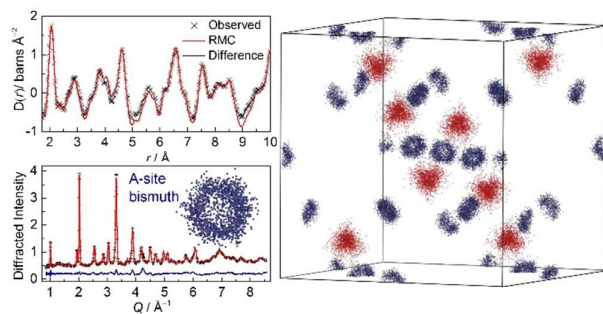 × Observed
— RMC
— Difference
D(r)/ barns Å⁻²
2
1
0
-1
2 3 4 5 6 7 8 9 10
r / Å
Diffracted Intensity
4
3
2
1
0
A-site
bismuth
1 2 3 4 5 6 7 8
Q / Å⁻¹